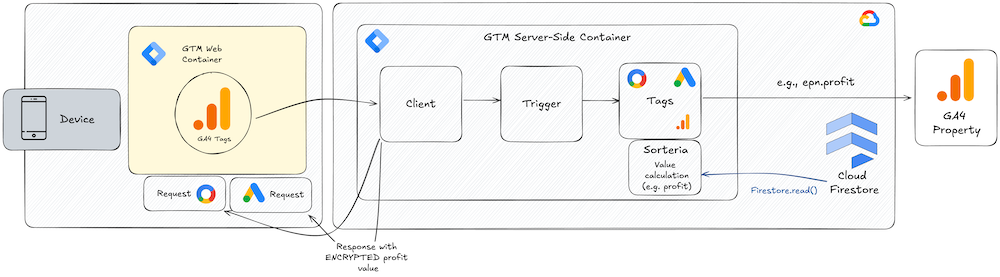 GTM Web
Container
GA4 Tags
Device
Request
Request
GTM Server-Side Container
Client
Trigger
Tags
Sorteria
Value
calculation
(e.g. profit)
Response with
ENCRYPTED profit
value
e.g., epn.profit
Firestore.read()
Cloud
Firestore
GA4
Property